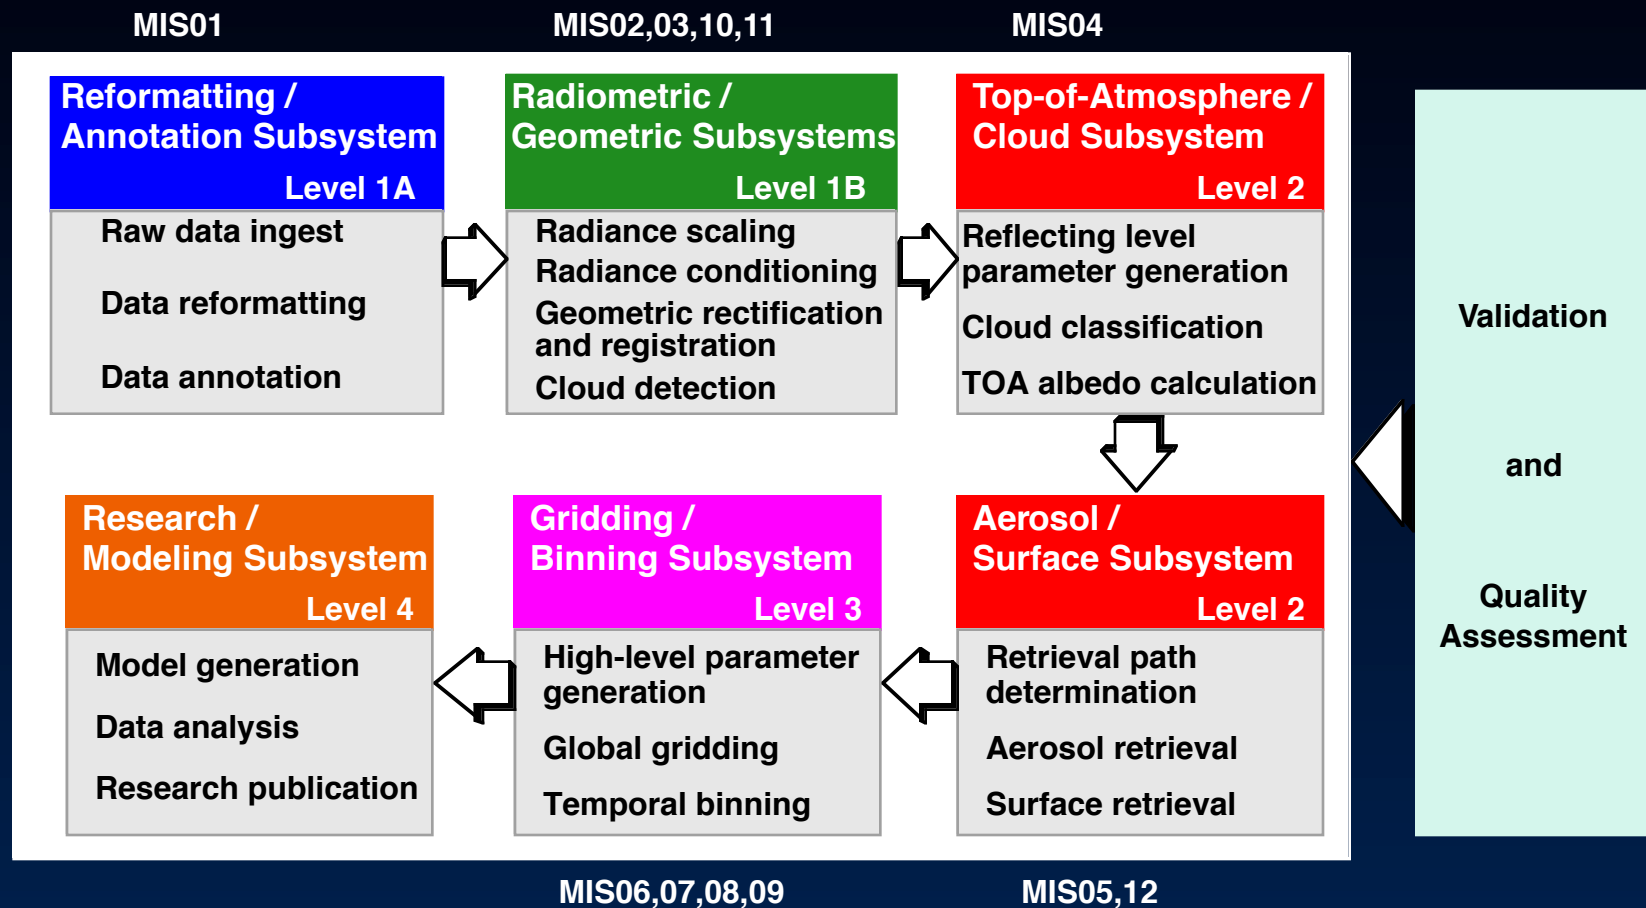 MIS01
MIS02,03,10,11
MIS04
Reformatting /
Annotation Subsystem
Level 1A
Raw data ingest
Data reformatting
Data annotation
Radiometric /
Geometric Subsystems
Level 1B
Radiance scaling
Radiance conditioning
Geometric rectification
and registration
Cloud detection
Top-of-Atmosphere /
Cloud Subsystem
Level 2
Reflecting level
parameter generation
Cloud classification
TOA albedo calculation
Research /
Modeling Subsystem
Level 4
Model generation
Data analysis
Research publication
Gridding /
Binning Subsystem
Level 3
High-level parameter
generation
Global gridding
Temporal binning
Aerosol /
Surface Subsystem
Level 2
Retrieval path
determination
Aerosol retrieval
Surface retrieval
Validation
and
Quality
Assessment
MIS06,07,08,09
MIS05,12